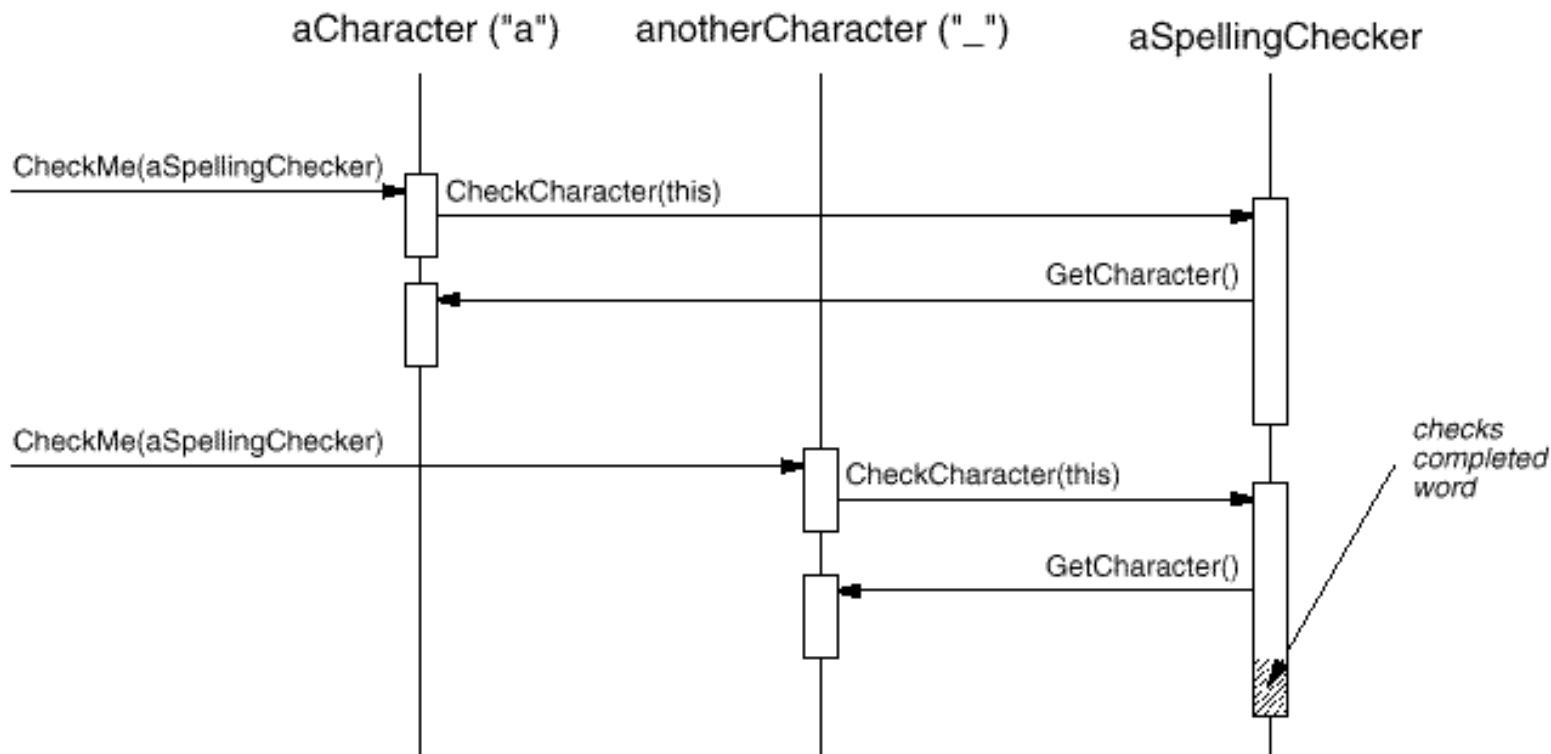 aCharacter ("a")
anotherCharacter ("_")
aSpellingChecker
CheckMe(aSpellingChecker)
CheckCharacter(this)
GetCharacter()
CheckMe(aSpellingChecker)
CheckCharacter(this)
GetCharacter()
checks
completed
word